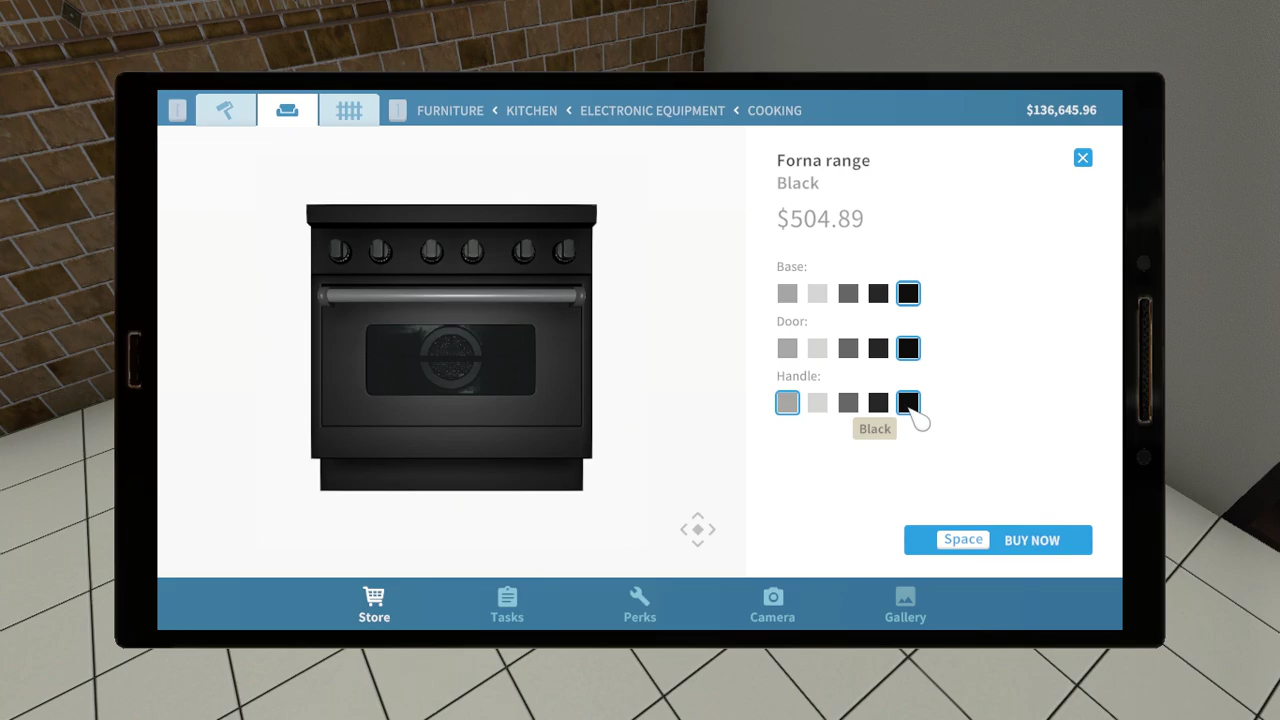 FURNITURE < KITCHEN < ELECTRONIC EQUIPMENT < COOKING
$136,645.96
Forna range
Black
$504.89
Base:
Door:
Handle:
Black
Space BUY NOW
Store Tasks Perks Camera Gallery